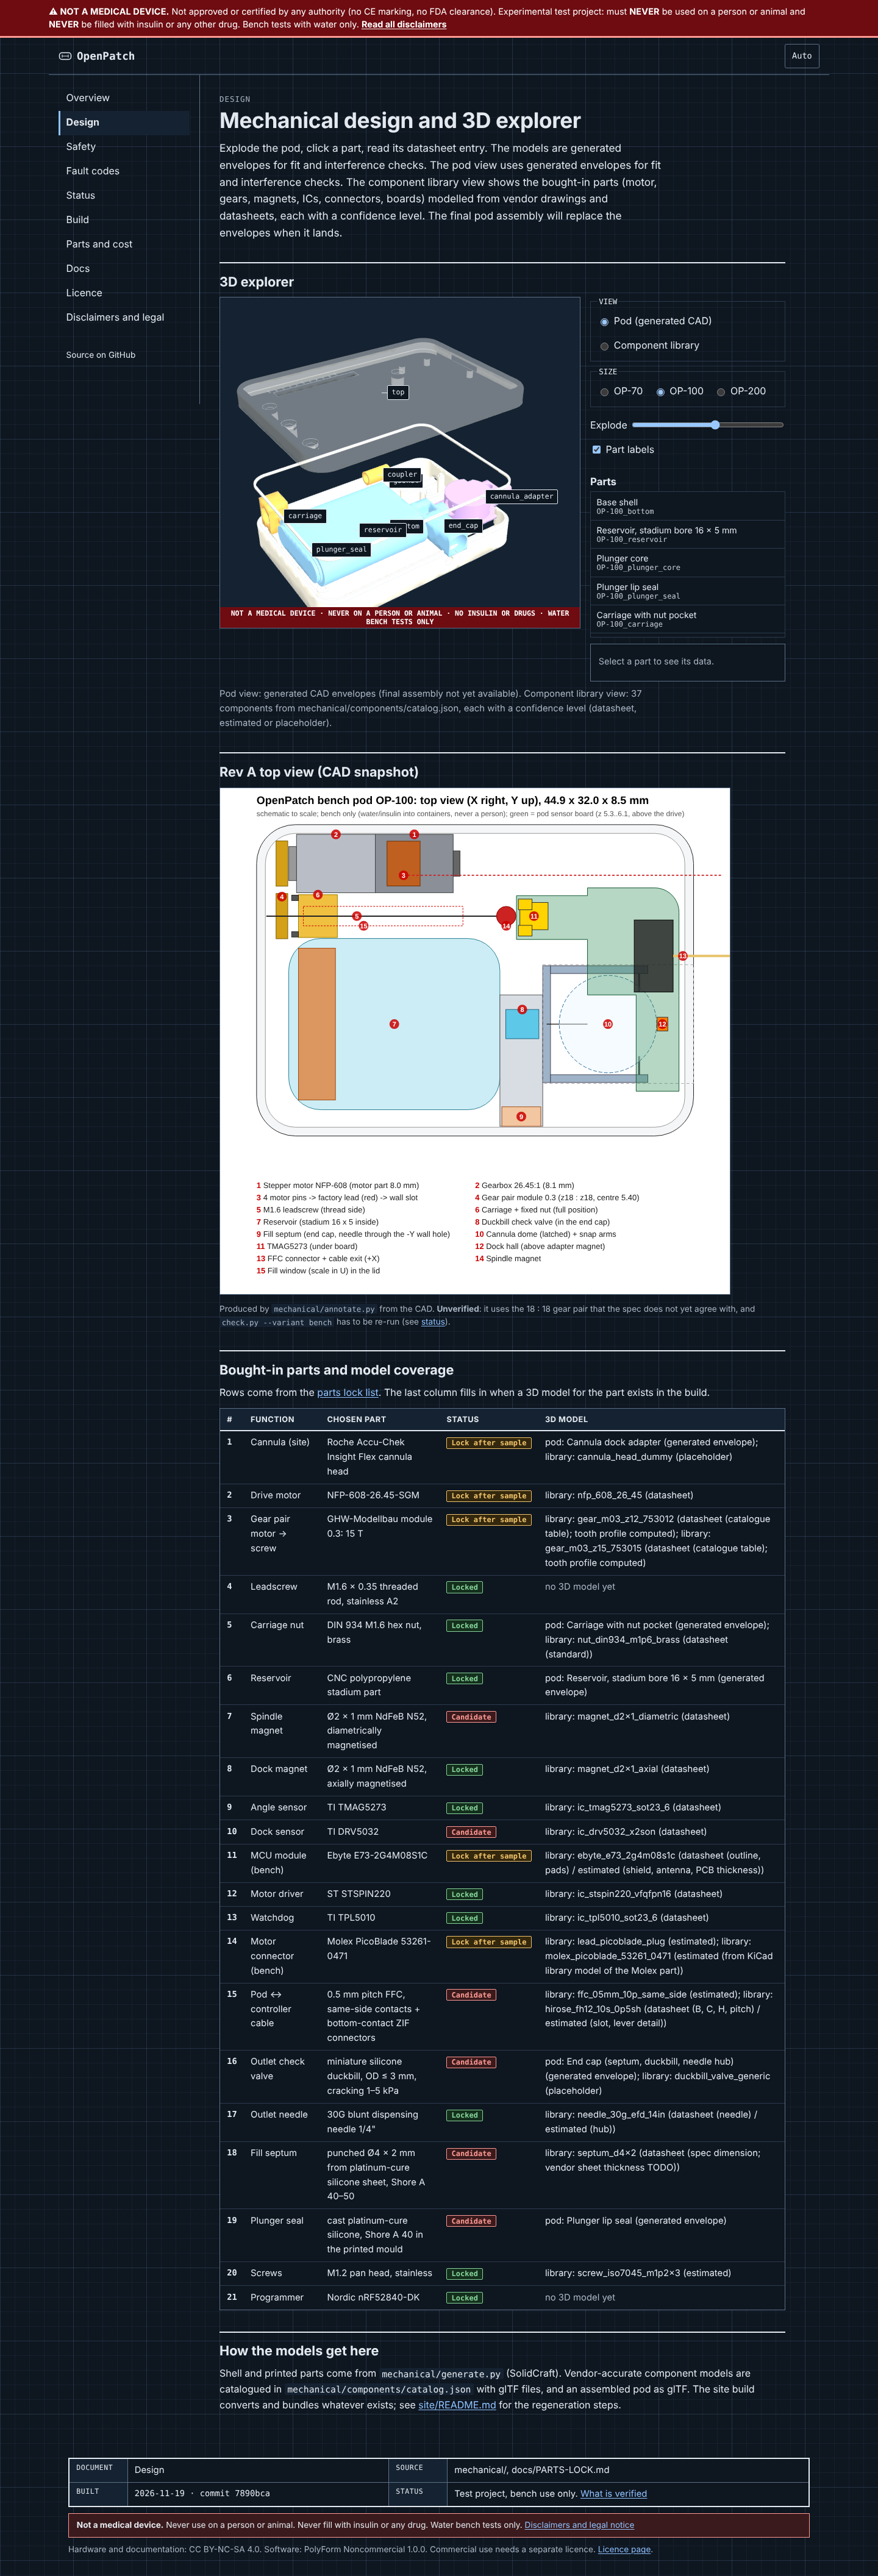 ⚠ NOT A MEDICAL DEVICE. Not approved or certified by any authority (no CE marking, no FDA clearance). Experimental test project: must NEVER be used on a person or animal and
NEVER be filled with insulin or any other drug. Bench tests with water only. Read all disclaimers
OpenPatch
Auto
Overview
Design
Safety
Fault codes
Status
Build
Parts and cost
Docs
Licence
Disclaimers and legal
Source on GitHub
DESIGN
Mechanical design and 3D explorer
Explode the pod, click a part, read its datasheet entry. The models are generated
envelopes for fit and interference checks. The pod view uses generated envelopes for fit
and interference checks. The component library view shows the bought-in parts (motor,
gears, magnets, ICs, connectors, boards) modelled from vendor drawings and
datasheets, each with a confidence level. The final pod assembly will replace the
envelopes when it lands.
3D explorer
top
coupler
cannula_adapter
carriage
reservoir
tom
end_cap
plunger_seal
NOT A MEDICAL DEVICE · NEVER ON A PERSON OR ANIMAL · NO INSULIN OR DRUGS · WATER
BENCH TESTS ONLY
VIEW
Pod (generated CAD)
Component library
SIZE
OP-70 OP-100 OP-200
Explode
Part labels
Parts
Base shell
OP-100_bottom
Reservoir, stadium bore 16 × 5 mm
OP-100_reservoir
Plunger core
OP-100_plunger_core
Plunger lip seal
OP-100_plunger_seal
Carriage with nut pocket
OP-100_carriage
Select a part to see its data.
Pod view: generated CAD envelopes (final assembly not yet available). Component library view: 37
components from mechanical/components/catalog.json, each with a confidence level (datasheet,
estimated or placeholder).
Rev A top view (CAD snapshot)
OpenPatch bench pod OP-100: top view (X right, Y up), 44.9 x 32.0 x 8.5 mm
schematic to scale; bench only (water/insulin into containers, never a person); green = pod sensor board (z 5.3..6.1, above the drive)
2
1
3
4
6
5
15
14
11
13
7
8
10
12
9
1 Stepper motor NFP-608 (motor part 8.0 mm)
2 Gearbox 26.45:1 (8.1 mm)
3 4 motor pins -> factory lead (red) -> wall slot
4 Gear pair module 0.3 (z18 : z18, centre 5.40)
5 M1.6 leadscrew (thread side)
6 Carriage + fixed nut (full position)
7 Reservoir (stadium 16 x 5 inside)
8 Duckbill check valve (in the end cap)
9 Fill septum (end cap, needle through the -Y wall hole)
10 Cannula dome (latched) + snap arms
11 TMAG5273 (under board)
12 Dock hall (above adapter magnet)
13 FFC connector + cable exit (+X)
14 Spindle magnet
15 Fill window (scale in U) in the lid
Produced by mechanical/annotate.py from the CAD. Unverified: it uses the 18 : 18 gear pair that the spec does not yet agree with, and
check.py --variant bench has to be re-run (see status).
Bought-in parts and model coverage
Rows come from the parts lock list. The last column fills in when a 3D model for the part exists in the build.
# FUNCTION CHOSEN PART STATUS 3D MODEL
1 Cannula (site) Roche Accu-Chek Insight Flex cannula head Lock after sample pod: Cannula dock adapter (generated envelope); library: cannula_head_dummy (placeholder)
2 Drive motor NFP-608-26.45-SGM Lock after sample library: nfp_608_26_45 (datasheet)
3 Gear pair motor → screw GHW-Modellbau module 0.3: 15 T Lock after sample library: gear_m03_z12_753012 (datasheet (catalogue table); tooth profile computed); library: gear_m03_z15_753015 (datasheet (catalogue table); tooth profile computed)
4 Leadscrew M1.6 × 0.35 threaded rod, stainless A2 Locked no 3D model yet
5 Carriage nut DIN 934 M1.6 hex nut, brass Locked pod: Carriage with nut pocket (generated envelope); library: nut_din934_m1p6_brass (datasheet (standard))
6 Reservoir CNC polypropylene stadium part Locked pod: Reservoir, stadium bore 16 × 5 mm (generated envelope)
7 Spindle magnet Ø2 × 1 mm NdFeB N52, diametrically magnetised Candidate library: magnet_d2×1_diametric (datasheet)
8 Dock magnet Ø2 × 1 mm NdFeB N52, axially magnetised Locked library: magnet_d2×1_axial (datasheet)
9 Angle sensor TI TMAG5273 Locked library: ic_tmag5273_sot23_6 (datasheet)
10 Dock sensor TI DRV5032 Candidate library: ic_drv5032_x2son (datasheet)
11 MCU module (bench) Ebyte E73-2G4M08S1C Lock after sample library: ebyte_e73_2g4m08s1c (datasheet (outline, pads) / estimated (shield, antenna, PCB thickness))
12 Motor driver ST STSPIN220 Locked library: ic_stspin220_vfqfpn16 (datasheet)
13 Watchdog TI TPL5010 Locked library: ic_tpl5010_sot23_6 (datasheet)
14 Motor connector (bench) Molex PicoBlade 53261-0471 Lock after sample library: lead_picoblade_plug (estimated); library: molex_picoblade_53261_0471 (estimated (from KiCad library model of the Molex part))
15 Pod ↔ controller cable 0.5 mm pitch FFC, same-side contacts + bottom-contact ZIF connectors Candidate library: ffc_05mm_10p_same_side (estimated); library: hirose_fh12_10s_0p5sh (datasheet (B, C, H, pitch) / estimated (slot, lever detail))
16 Outlet check valve miniature silicone duckbill, OD ≤ 3 mm, cracking 1–5 kPa Candidate pod: End cap (septum, duckbill, needle hub) (generated envelope); library: duckbill_valve_generic (placeholder)
17 Outlet needle 30G blunt dispensing needle 1/4" Locked library: needle_30g_efd_14in (datasheet (needle) / estimated (hub))
18 Fill septum punched Ø4 × 2 mm from platinum-cure silicone sheet, Shore A 40–50 Candidate library: septum_d4×2 (datasheet (spec dimension; vendor sheet thickness TODO))
19 Plunger seal cast platinum-cure silicone, Shore A 40 in the printed mould Candidate pod: Plunger lip seal (generated envelope)
20 Screws M1.2 pan head, stainless Locked library: screw_iso7045_m1p2×3 (estimated)
21 Programmer Nordic nRF52840-DK Locked no 3D model yet
How the models get here
Shell and printed parts come from mechanical/generate.py (SolidCraft). Vendor-accurate component models are
catalogued in mechanical/components/catalog.json with glTF files, and an assembled pod as glTF. The site build
converts and bundles whatever exists; see site/README.md for the regeneration steps.
DOCUMENT Design SOURCE mechanical/, docs/PARTS-LOCK.md
BUILT 2026-11-19 · commit 7890bca STATUS Test project, bench use only. What is verified
Not a medical device. Never use on a person or animal. Never fill with insulin or any drug. Water bench tests only. Disclaimers and legal notice
Hardware and documentation: CC BY-NC-SA 4.0. Software: PolyForm Noncommercial 1.0.0. Commercial use needs a separate licence. Licence page.